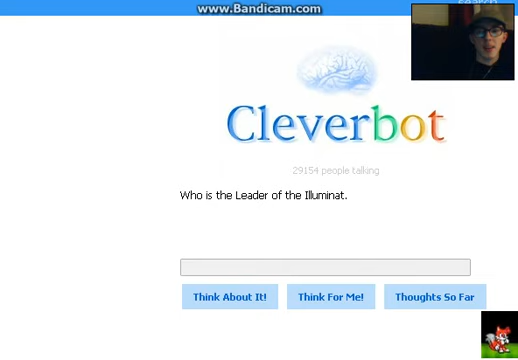 www.Bandicam.com
search
Cleverbot
29154 people talking
Who is the Leader of the Illuminat.
Think About It!
Think For Me!
Thoughts So Far